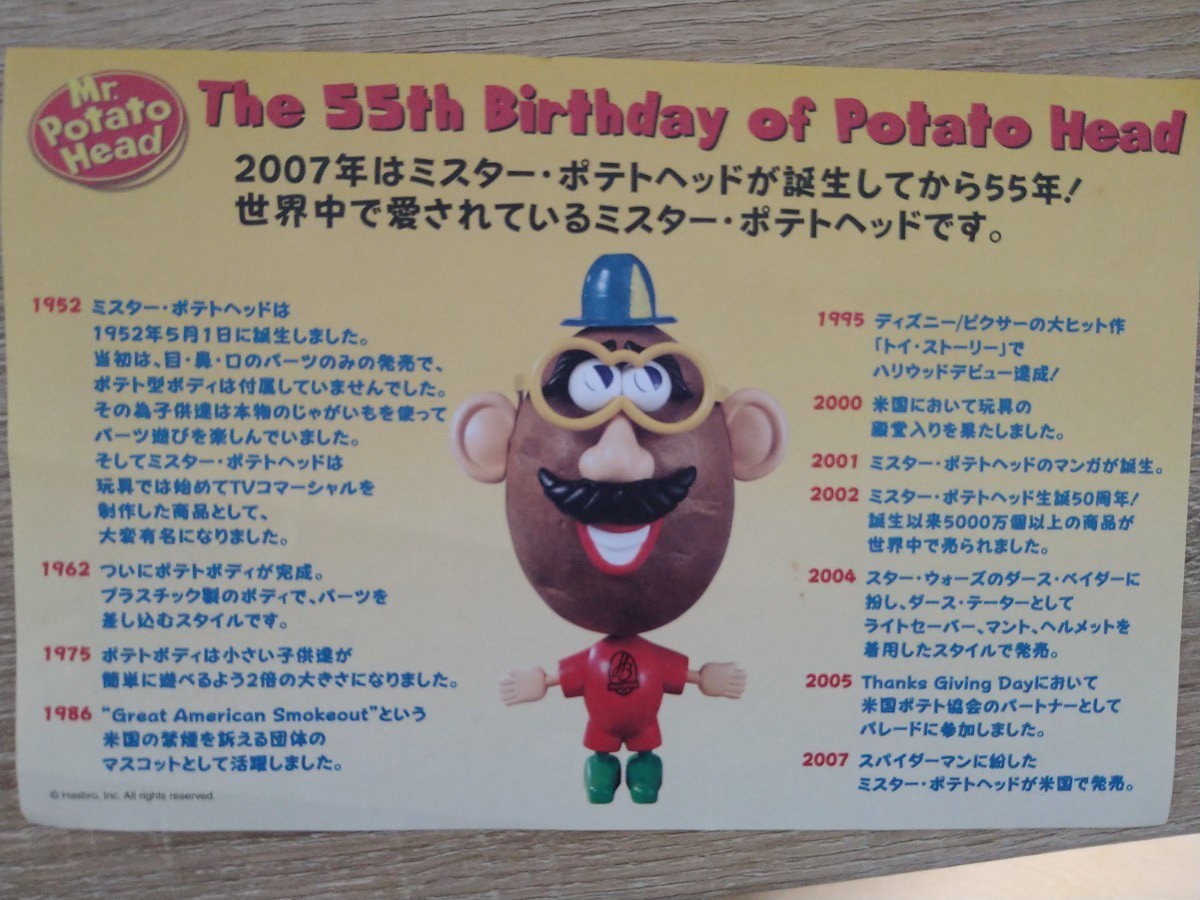 Mr.
Potato
Head
The 55th Birthday of Potato Head
2007年はミスター・ポテトヘッドが誕生してから55年!
世界中で愛されているミスター・ポテトヘッドです。
1952 ミスター・ポテトヘッドは
1952年5月1日に誕生しました。
当初は、目・鼻・口のパーツのみの発売で、
ポテト型ボディは付属していませんでした。
その為子供達は本物のじゃがいもを使って
パーツ遊びを楽しんでいました。
そしてミスター・ポテトヘッドは
玩具では始めてTVコマーシャルを
制作した商品として、
大変有名になりました。
1962 ついにポテトボディが完成。
プラスチック製のボディで、パーツを
差し込むスタイルです。
1975 ポテトボディは小さい子供達が
簡単に遊べるよう2倍の大きさになりました。
1986 “Great American Smokeout”という
米国の禁煙を訴える団体の
マスコットとして活躍しました。
© Hasbro, Inc. All rights reserved.
1995 ディズニー/ピクサーの大ヒット作
「トイ・ストーリー」で
ハリウッドデビュー達成!
2000 米国において玩具の
殿堂入りを果たしました。
2001 ミスター・ポテトヘッドのマンガが誕生。
2002 ミスター・ポテトヘッド生誕50周年!
誕生以来5000万個以上の商品が
世界中で売られました。
2004 スター・ウォーズのダース・ベイダーに
扮し、ダース・テーターとして
ライトセーバー、マント、ヘルメットを
着用したスタイルで発売。
2005 Thanks Giving Dayにおいて
米国ポテト協会のパートナーとして
パレードに参加しました。
2007 スパイダーマンに紛した
ミスター・ポテトヘッドが米国で発売。